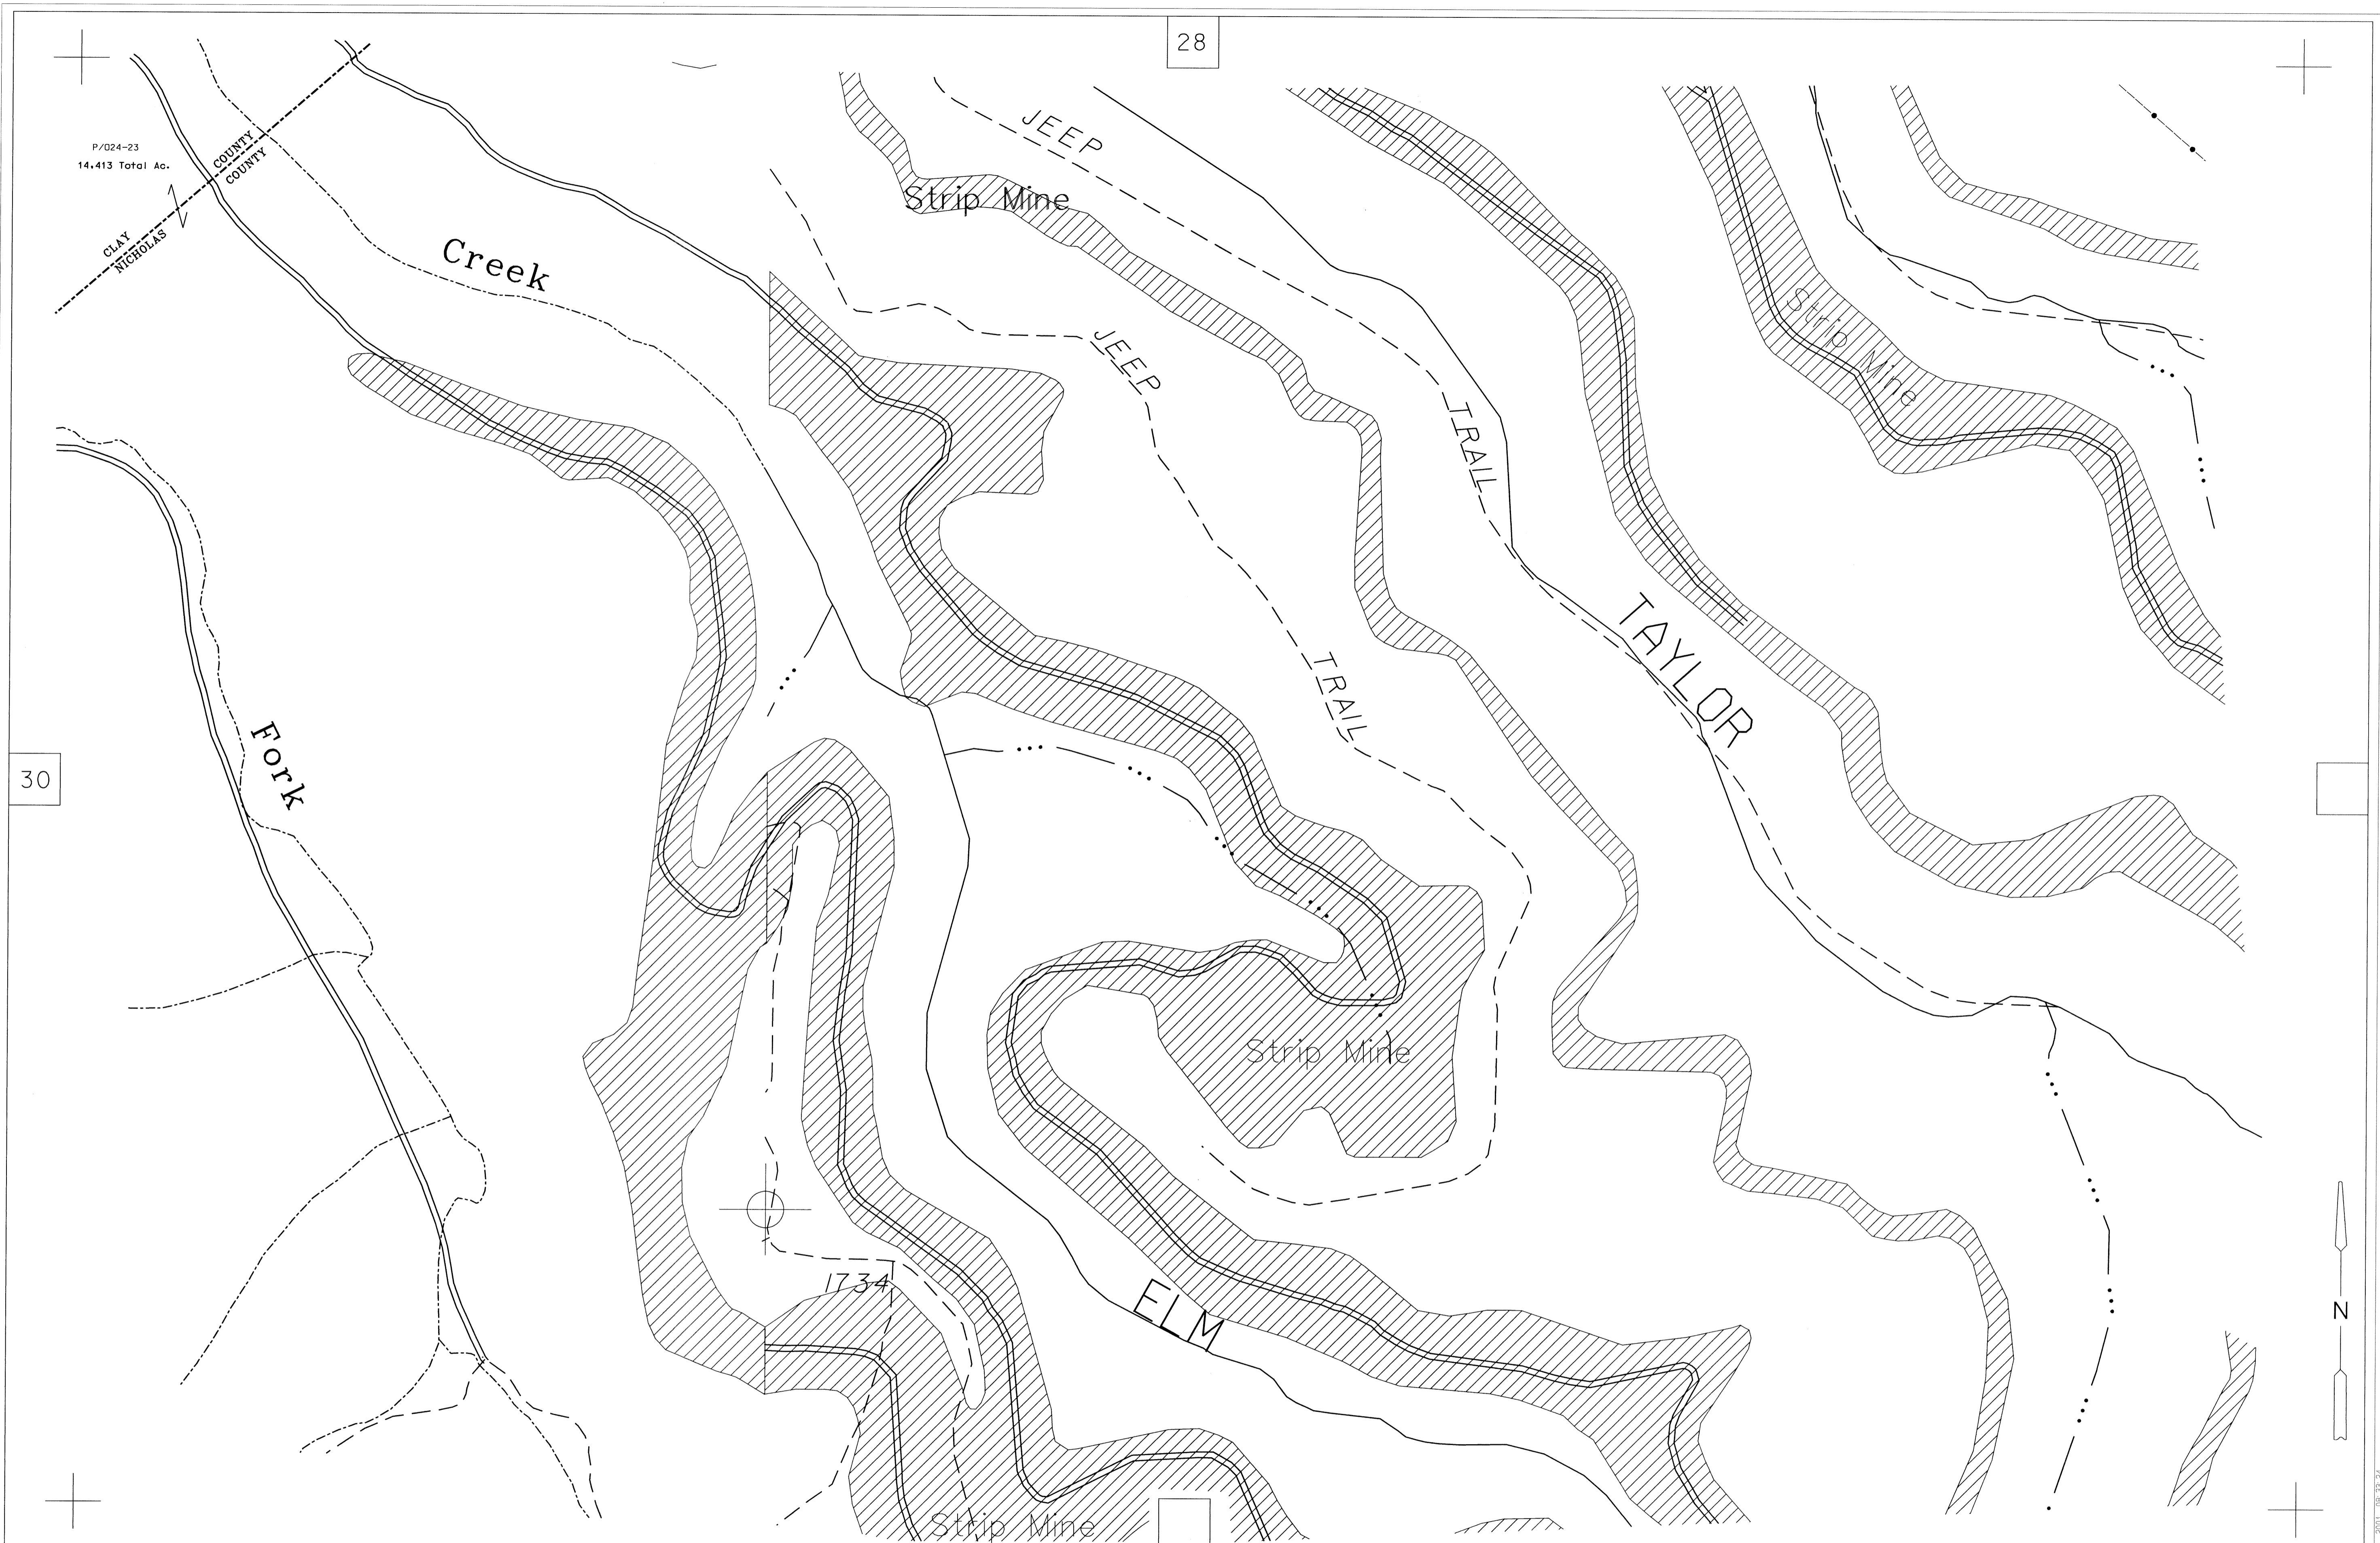 28
P/024-23
14.413 Total Ac.
COUNTY
COUNTY
CLAY
NICHOLAS
Creek
Strip Mine
JEEP
JEEP
TRAIL
Strip Mine
TRAIL
TAYLOR
Fork
30
Strip Mine
1734
ELM
N
Strip Mine